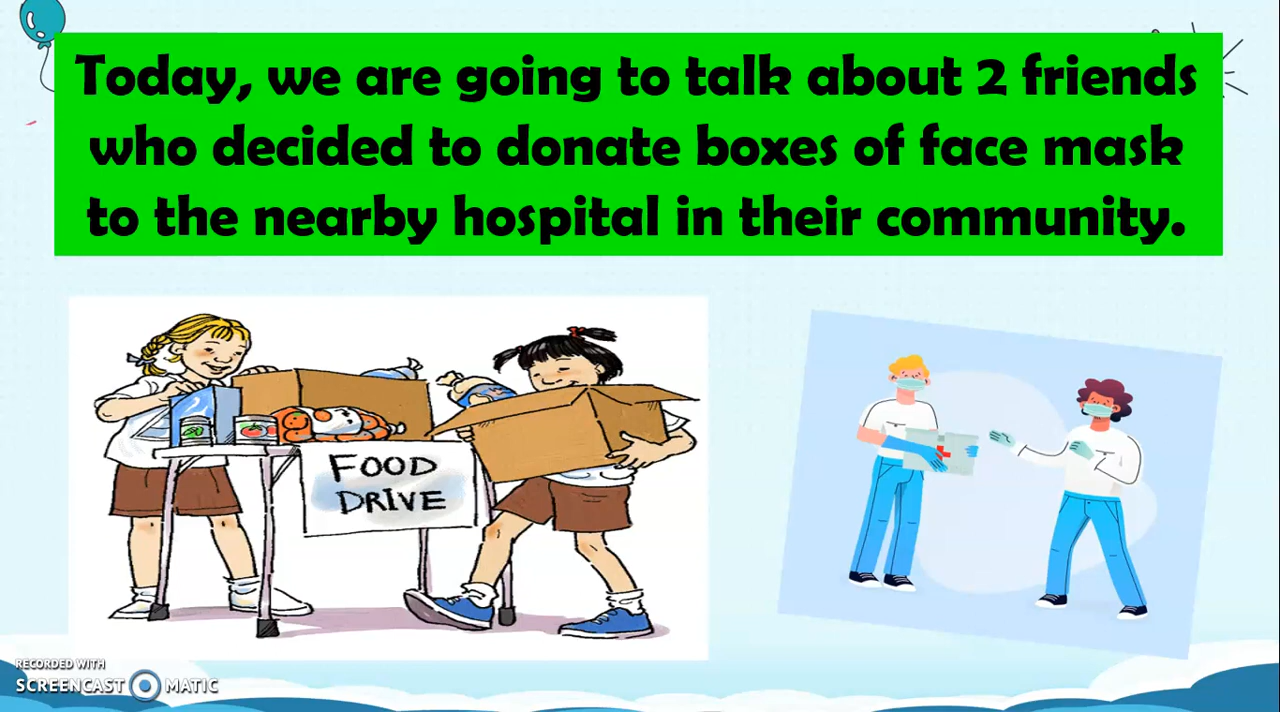 Today, we are going to talk about 2 friends
who decided to donate boxes of face mask
to the nearby hospital in their community.
FOOD
DRIVE
RECORDED WITH
SCREENCAST MATIC